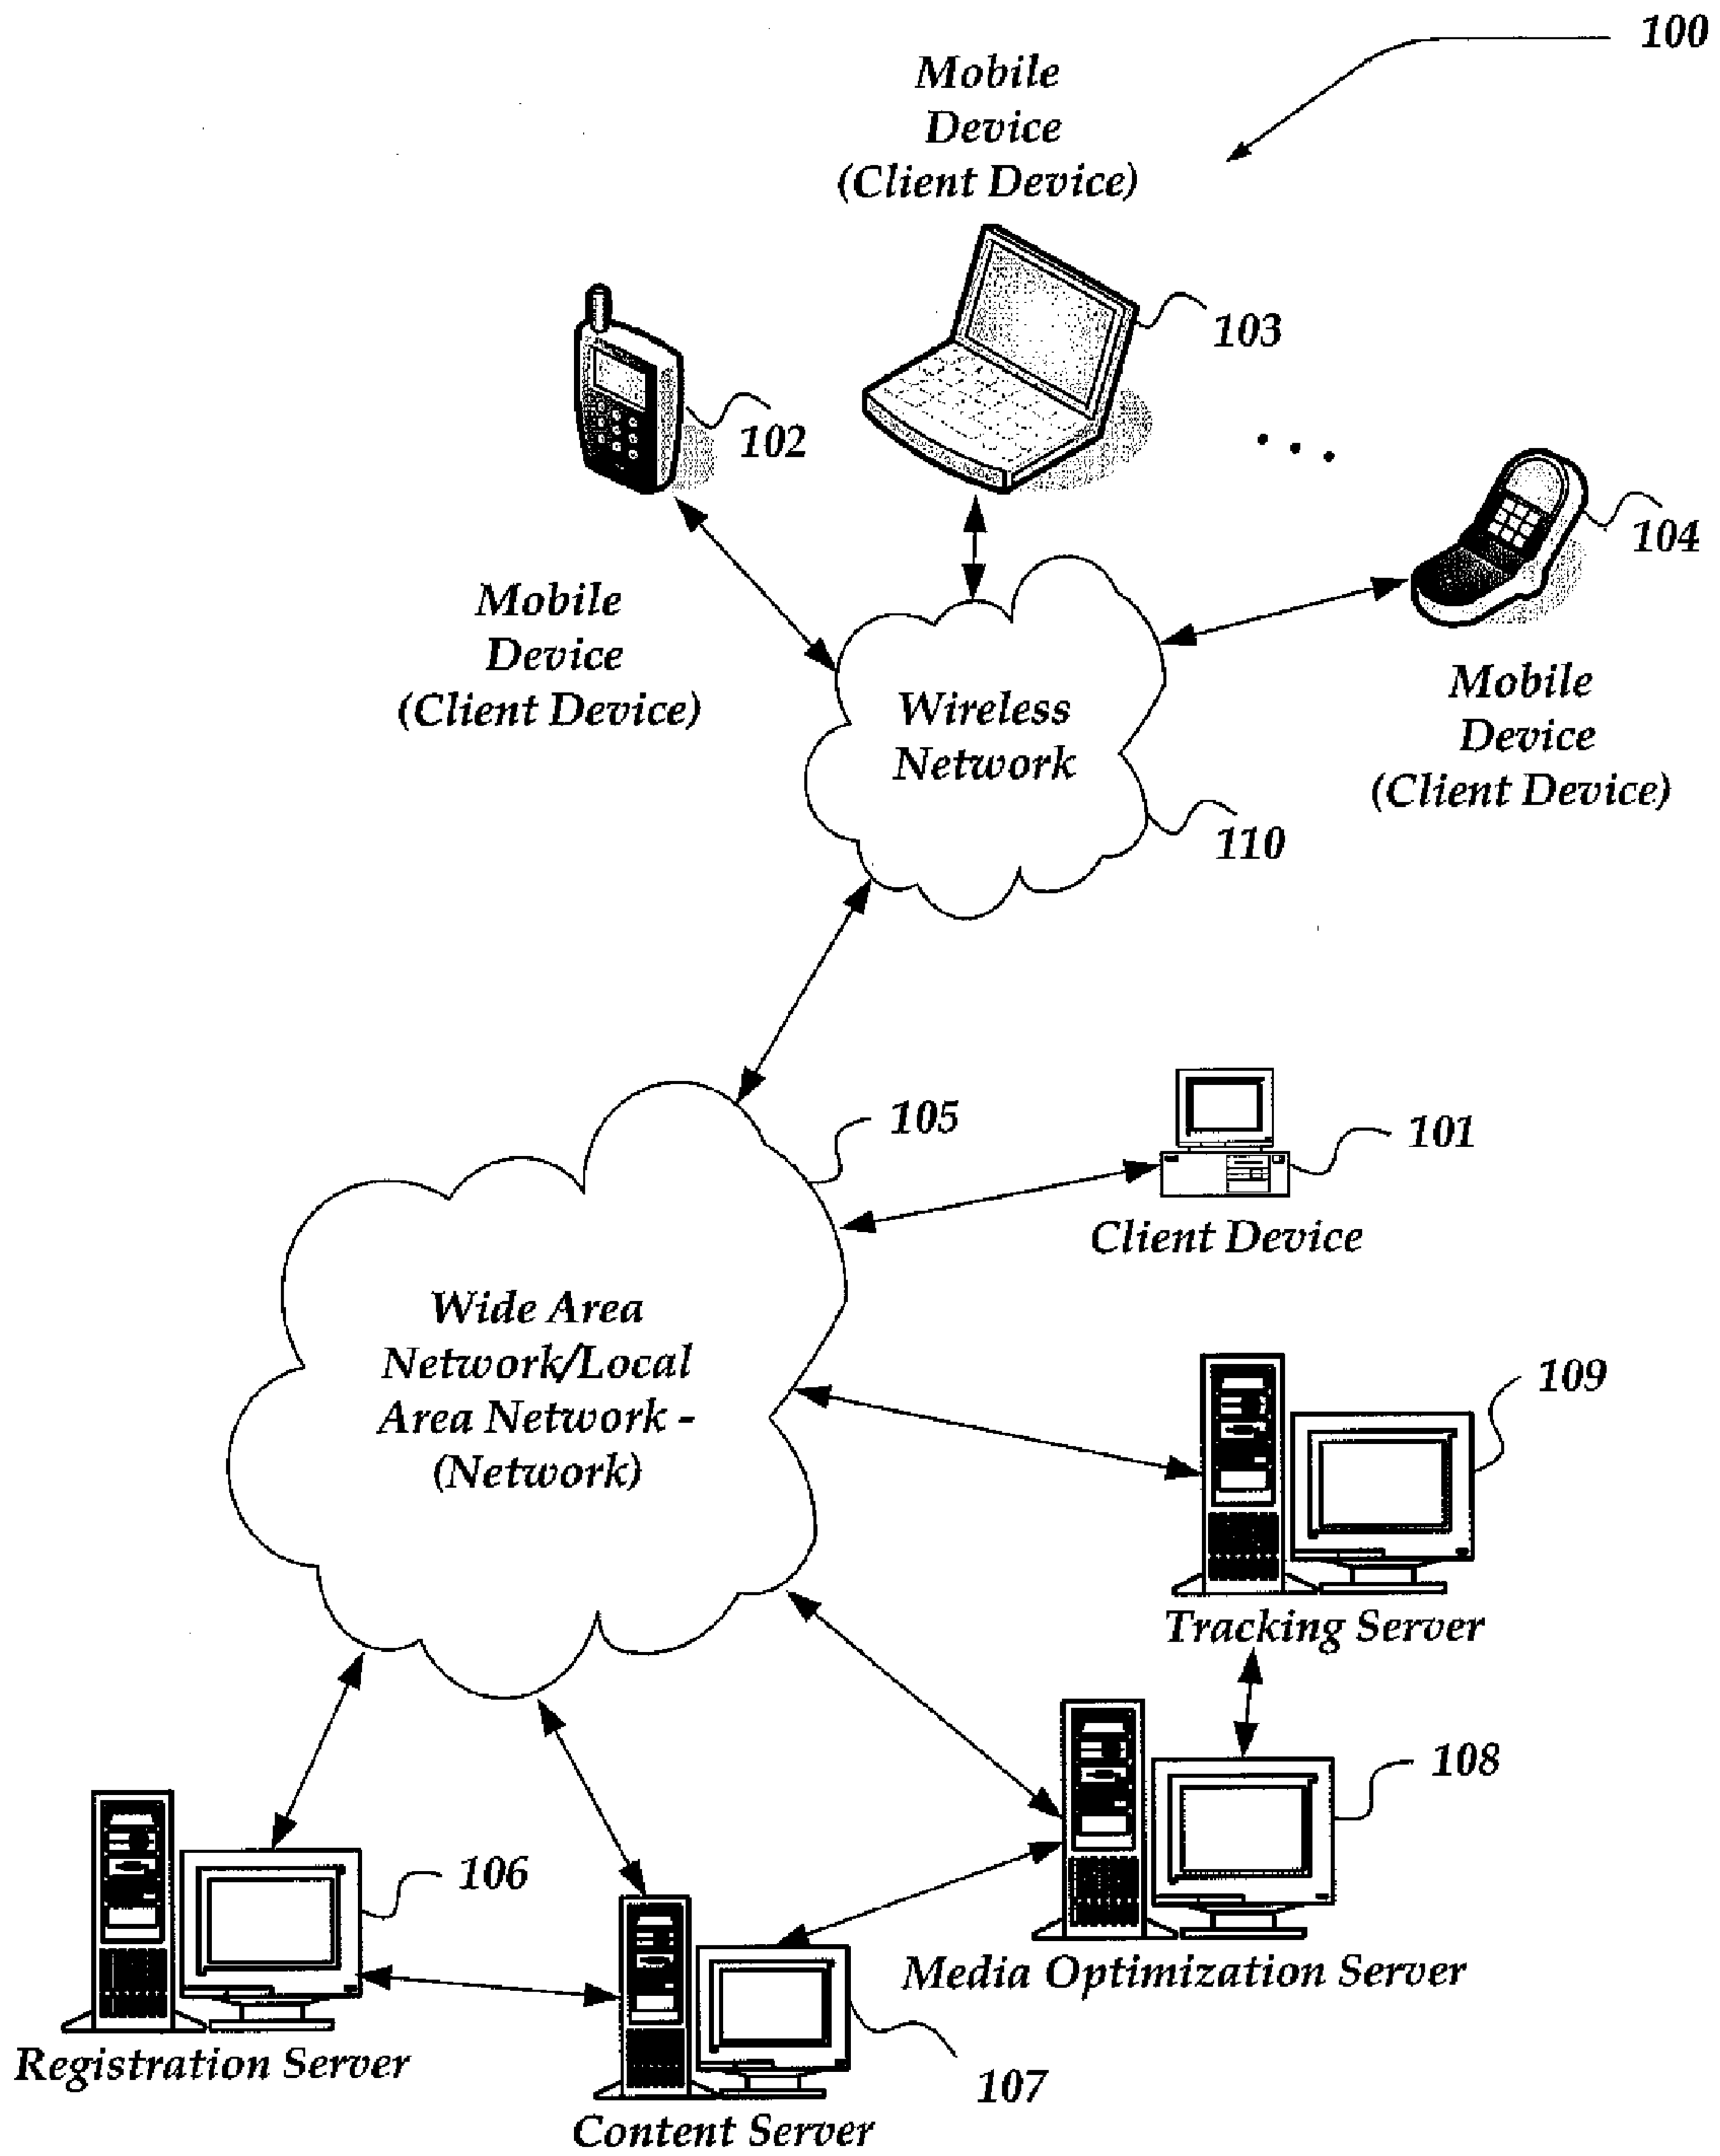 100
Mobile
Device
(Client Device)
103
102
104
Mobile
Device
(Client Device)
Wireless
Network
Mobile
Device
(Client Device)
110
105
101
Client Device
Wide Area
Network/Local
Area Network -
(Network)
109
Tracking Server
108
106
Media Optimization Server
Registration Server
107
Content Server